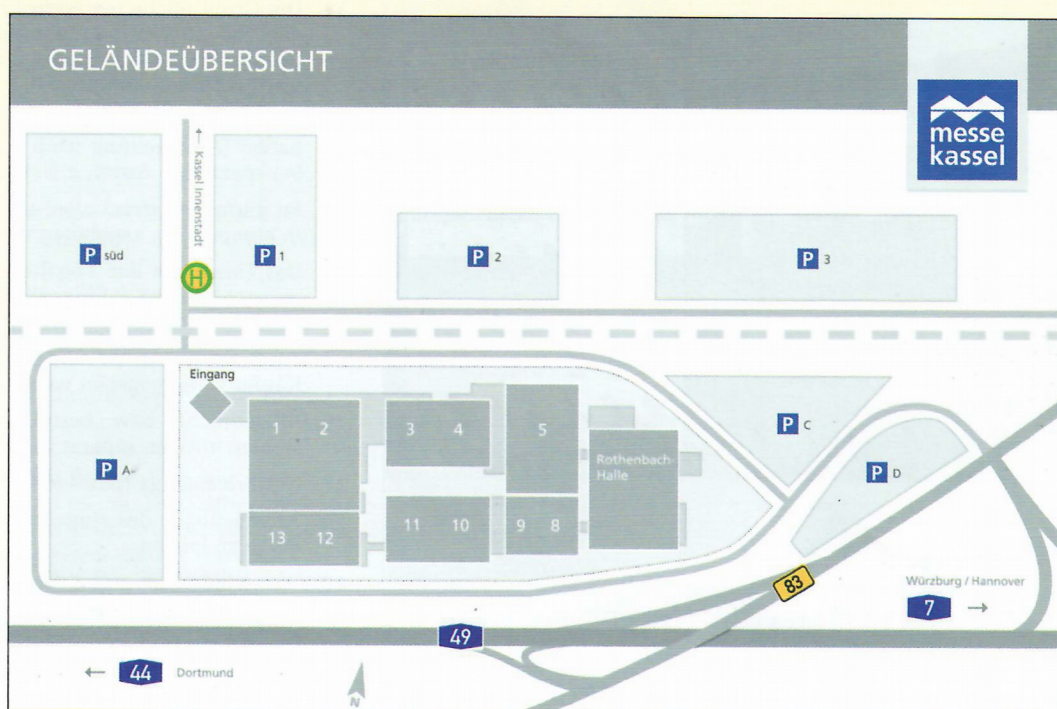 GELÄNDEÜBERSICHT
messe
kassel
← Kassel Innenstadt
P süd
H
P 1
P 2
P 3
Eingang
1 2
3 4
5
Rothenbach-
Halle
P A
P C
P D
13 12
11 10
9 8
83
Würzburg / Hannover
7 →
49
← 44 Dortmund
N